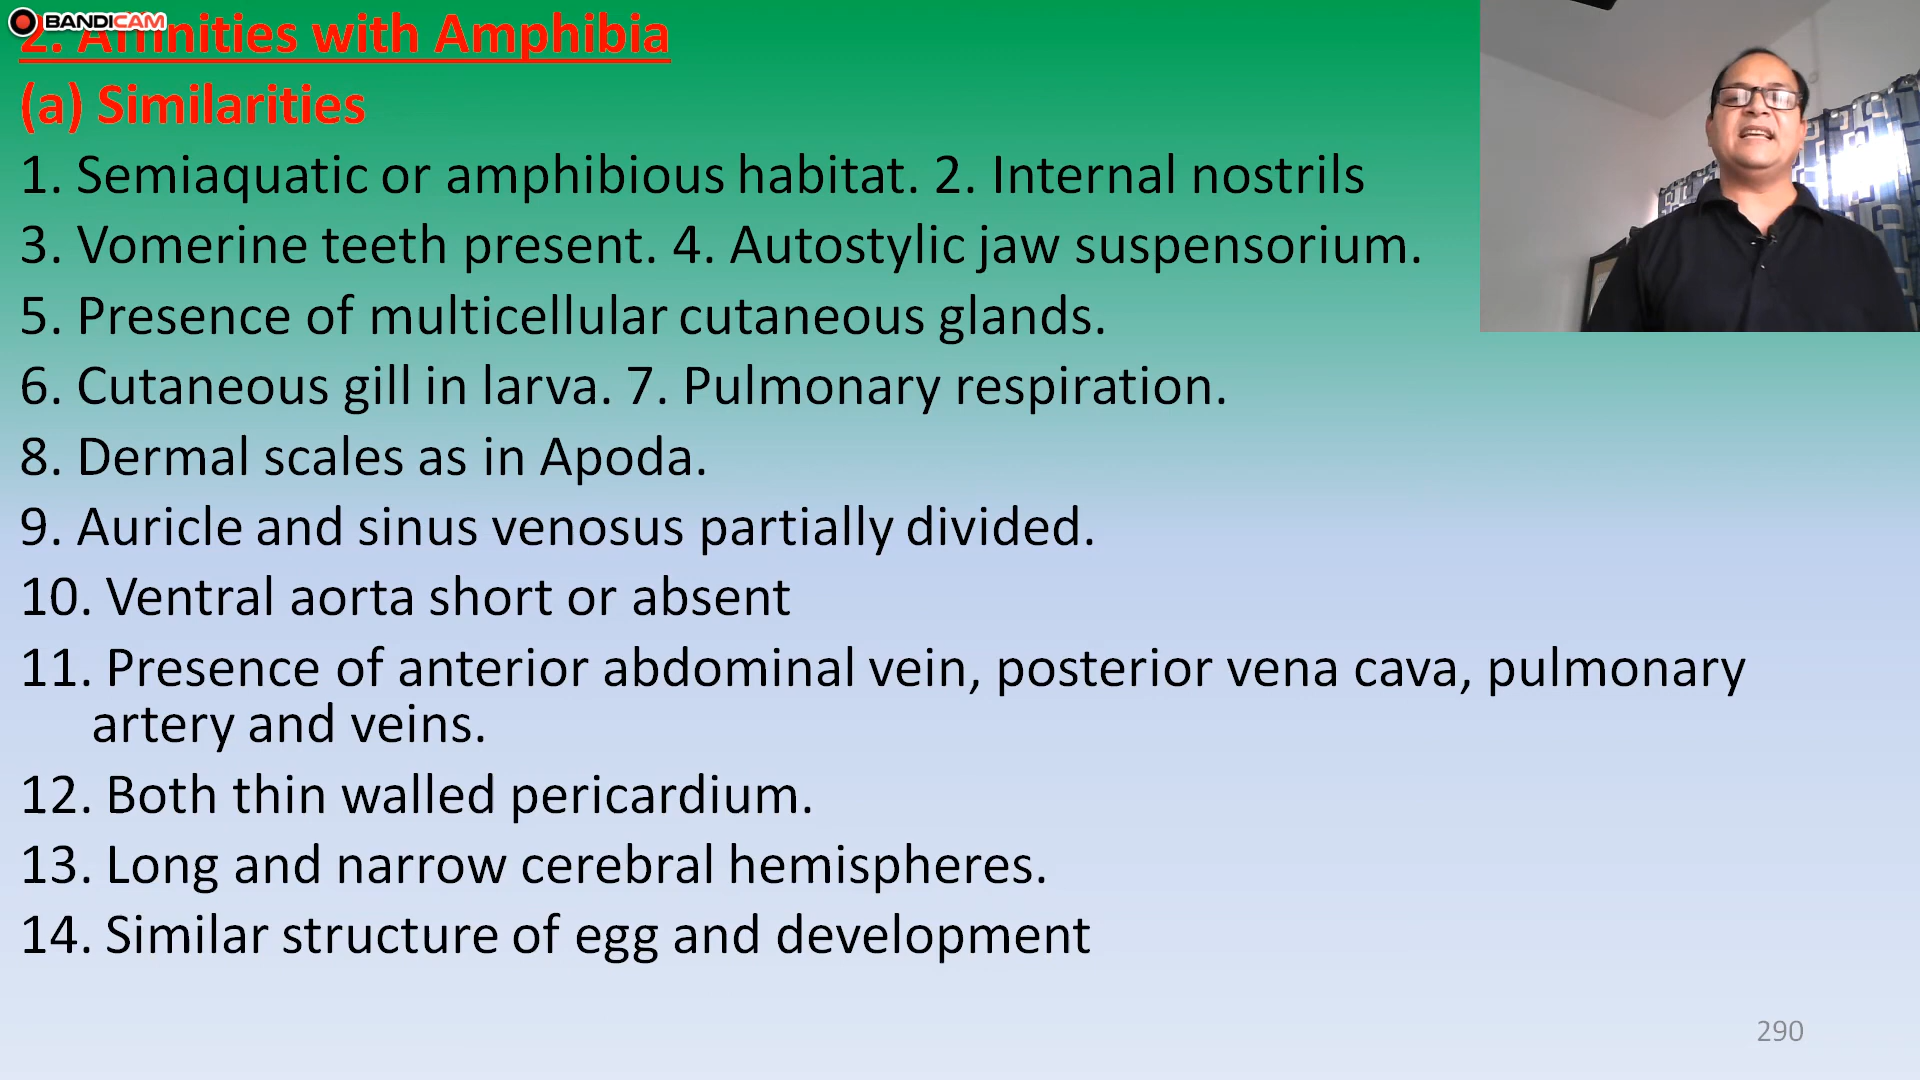 BANDICAM
2. Affinities with Amphibia
(a) Similarities
1. Semiaquatic or amphibious habitat. 2. Internal nostrils
3. Vomerine teeth present. 4. Autostylic jaw suspensorium.
5. Presence of multicellular cutaneous glands.
6. Cutaneous gill in larva. 7. Pulmonary respiration.
8. Dermal scales as in Apoda.
9. Auricle and sinus venosus partially divided.
10. Ventral aorta short or absent
11. Presence of anterior abdominal vein, posterior vena cava, pulmonary
artery and veins.
12. Both thin walled pericardium.
13. Long and narrow cerebral hemispheres.
14. Similar structure of egg and development
290